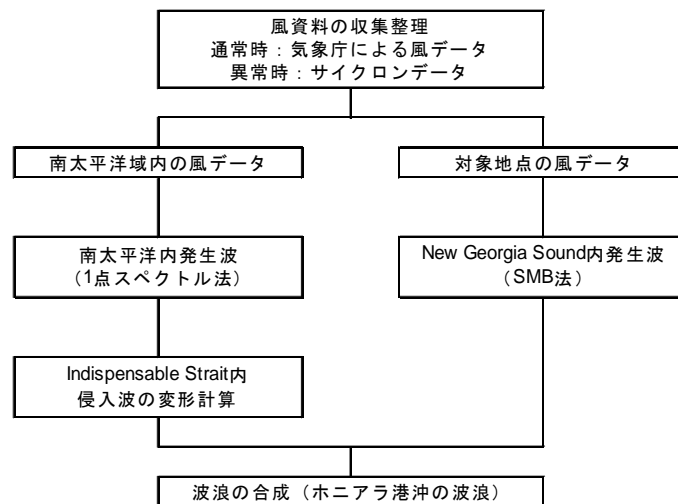 風資料の収集整理
通常時：気象庁による風データ
異常時：サイクロンデータ
南太平洋域内の風データ
対象地点の風データ
南太平洋内発生波
（1点スペクトル法）
New Georgia Sound内発生波
（SMB法）
Indispensable Strait内
侵入波の変形計算
波浪の合成（ホニアラ港沖の波浪）